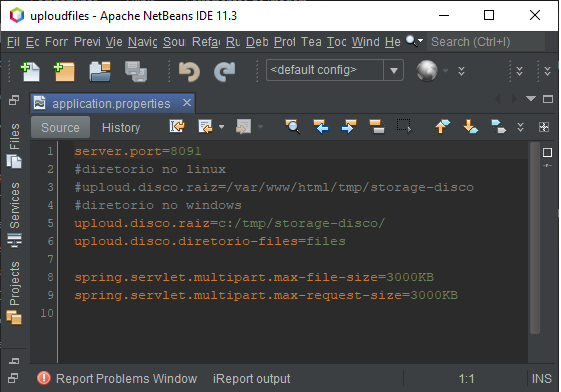 uploudfiles - Apache NetBeans IDE 11.3
Fil Ec Forr Previ Vie Navig Sou Refa Ru Deb Prof Tea Too Wind He Search (Ctrl+I)
<default config>
application.properties
Source History
Files
Services
Projects
1 server.port=8091
2 #diretorio no linux
3 #uploud.disco.raiz=/var/www/html/tmp/storage-disco
4 #diretorio no windows
5 uploud.disco.raiz=c:/tmp/storage-disco/
6 uploud.disco.diretorio-files=files
7
8 spring.servlet.multipart.max-file-size=3000KB
9 spring.servlet.multipart.max-request-size=3000KB
10
Report Problems Window iReport output 1:1 INS